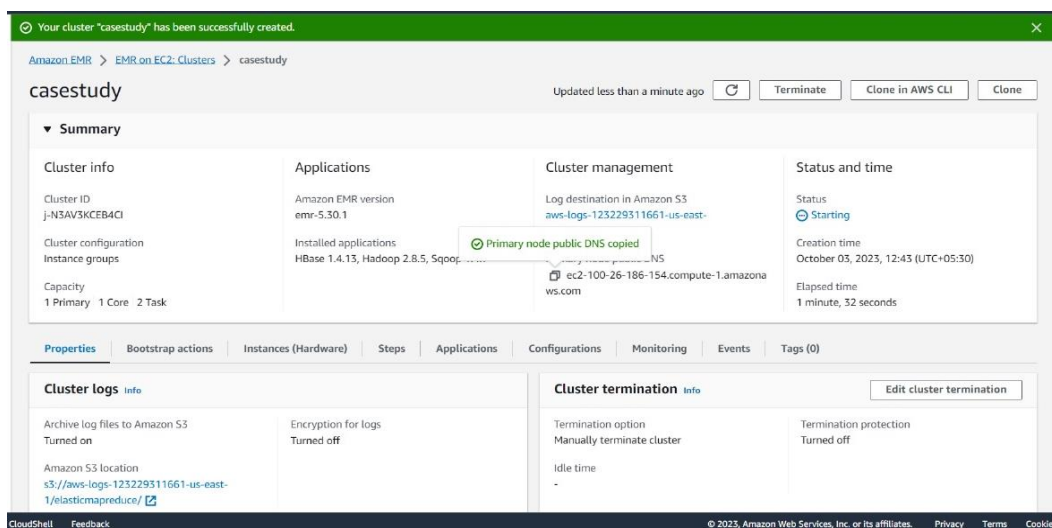 Your cluster "casestudy" has been successfully created.
Amazon EMR > EMR on EC2: Clusters > casestudy
casestudy
Updated less than a minute ago
Terminate
Clone in AWS CLI
Clone
Summary
Cluster info
Cluster ID
j-N3AV3KCEB4CI
Cluster configuration
Instance groups
Capacity
1 Primary 1 Core 2 Task
Applications
Amazon EMR version
emr-5.30.1
Installed applications
HBase 1.4.13, Hadoop 2.8.5, Sqoop
Cluster management
Log destination in Amazon S3
aws-logs-123229311661-us-east-
Primary node public DNS copied
ec2-100-26-186-154.compute-1.amazona
ws.com
Status and time
Status
Starting
Creation time
October 03, 2023, 12:43 (UTC+05:30)
Elapsed time
1 minute, 32 seconds
Properties
Bootstrap actions
Instances (Hardware)
Steps
Applications
Configurations
Monitoring
Events
Tags (0)
Cluster logs Info
Archive log files to Amazon S3
Turned on
Amazon S3 location
s3://aws-logs-123229311661-us-east-
1/elasticmapreduce/
Encryption for logs
Turned off
Cluster termination Info
Edit cluster termination
Termination option
Manually terminate cluster
Idle time
-
Termination protection
Turned off
CloudShell Feedback
© 2023, Amazon Web Services, Inc. or its affiliates. Privacy Terms Cookie